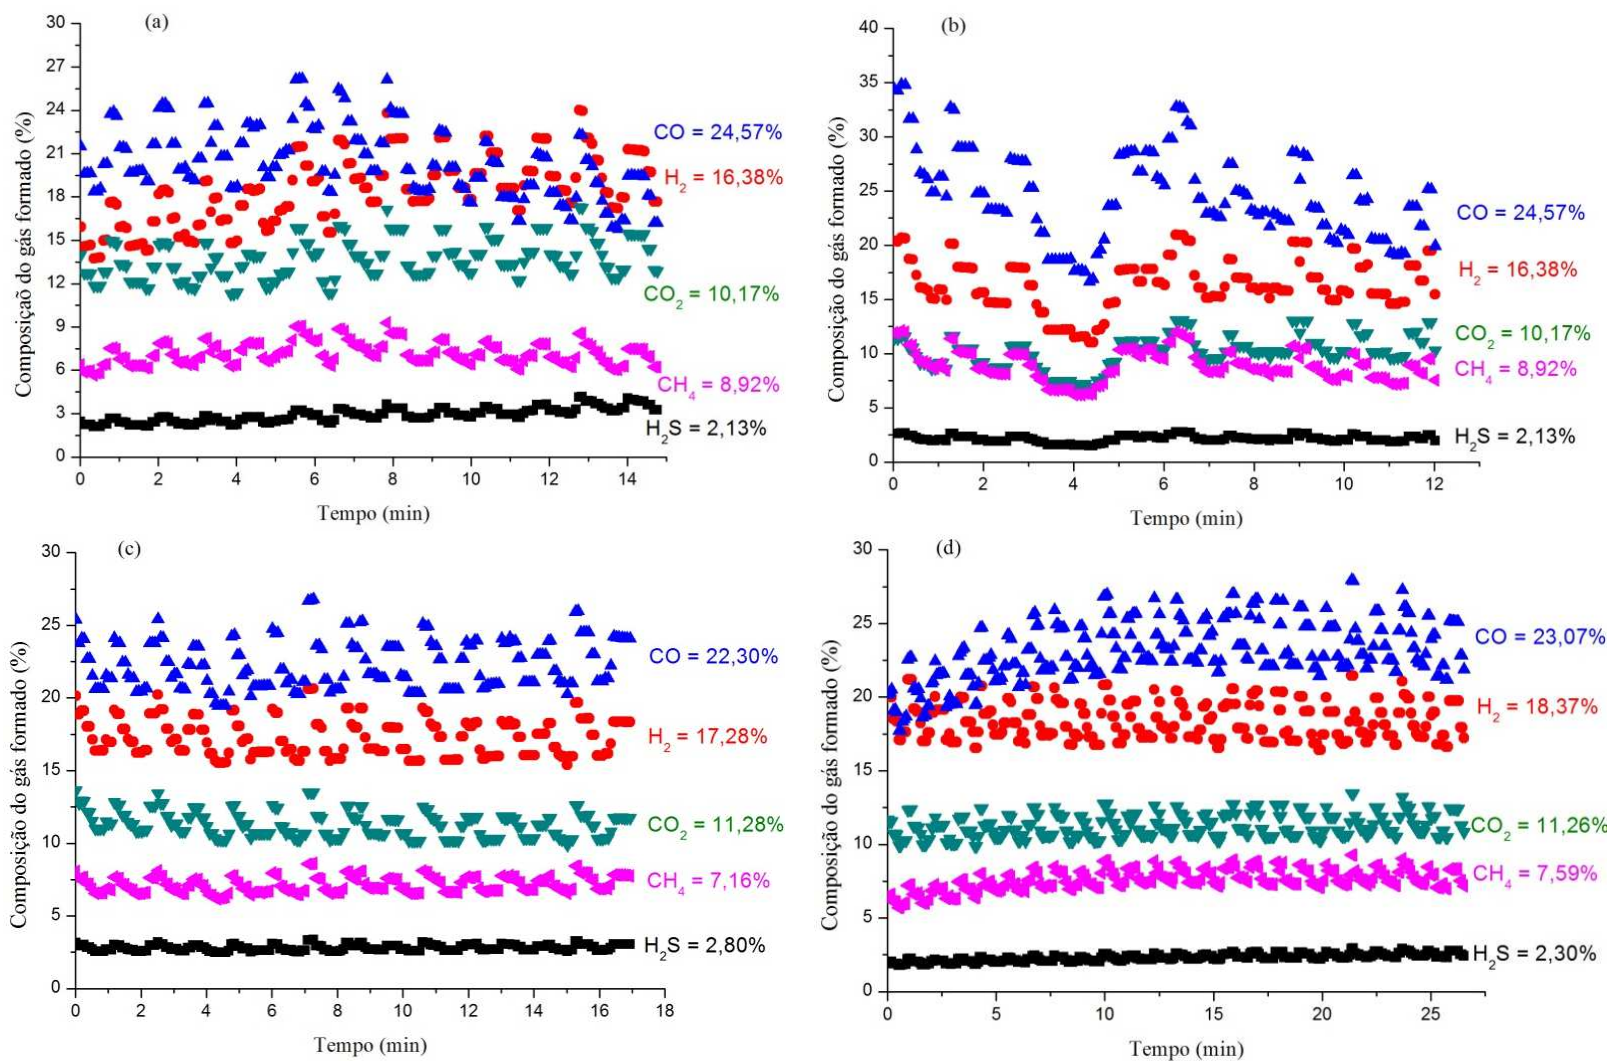 (a)
Composiçaõ do gás formado (%)
30
27
24
21
18
15
12
9
6
3
0
CO = 24,57%
H2 = 16,38%
CO2 = 10,17%
CH4 = 8,92%
H2S = 2,13%
0 2 4 6 8 10 12 14
Tempo (min)
(b)
Composição do gás formado (%)
40
35
30
25
20
15
10
5
0
CO = 24,57%
H2 = 16,38%
CO2 = 10,17%
CH4 = 8,92%
H2S = 2,13%
0 2 4 6 8 10 12
Tempo (min)
(c)
Composição do gás formado (%)
30
25
20
15
10
5
0
CO = 22,30%
H2 = 17,28%
CO2 = 11,28%
CH4 = 7,16%
H2S = 2,80%
0 2 4 6 8 10 12 14 16 18
Tempo (min)
(d)
Composição do gás formado (%)
30
25
20
15
10
5
0
CO = 23,07%
H2 = 18,37%
CO2 = 11,26%
CH4 = 7,59%
H2S = 2,30%
0 5 10 15 20 25
Tempo (min)